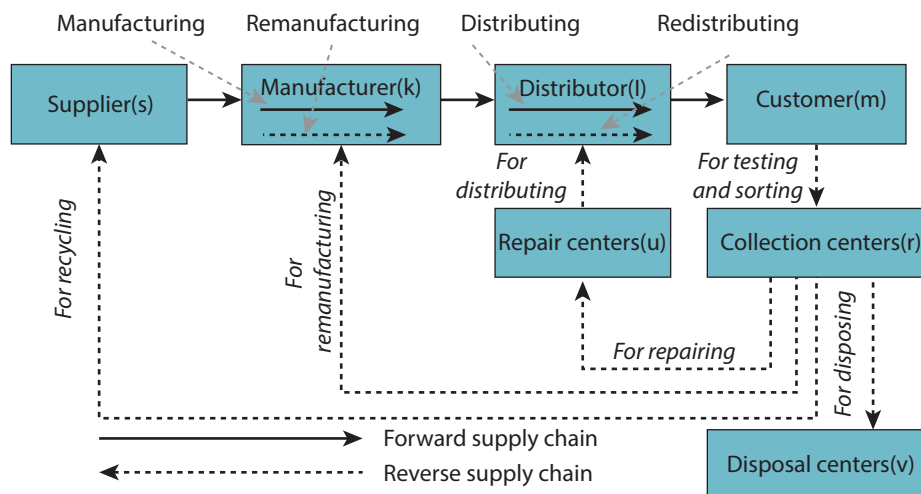 Manufacturing
Remanufacturing
Distributing
Redistributing
Supplier(s)
Manufacturer(k)
Distributor(l)
Customer(m)
For
distributing
For testing
and sorting
Repair centers(u)
Collection centers(r)
For recycling
For
remanufacturing
For repairing
For disposing
Forward supply chain
Reverse supply chain
Disposal centers(v)